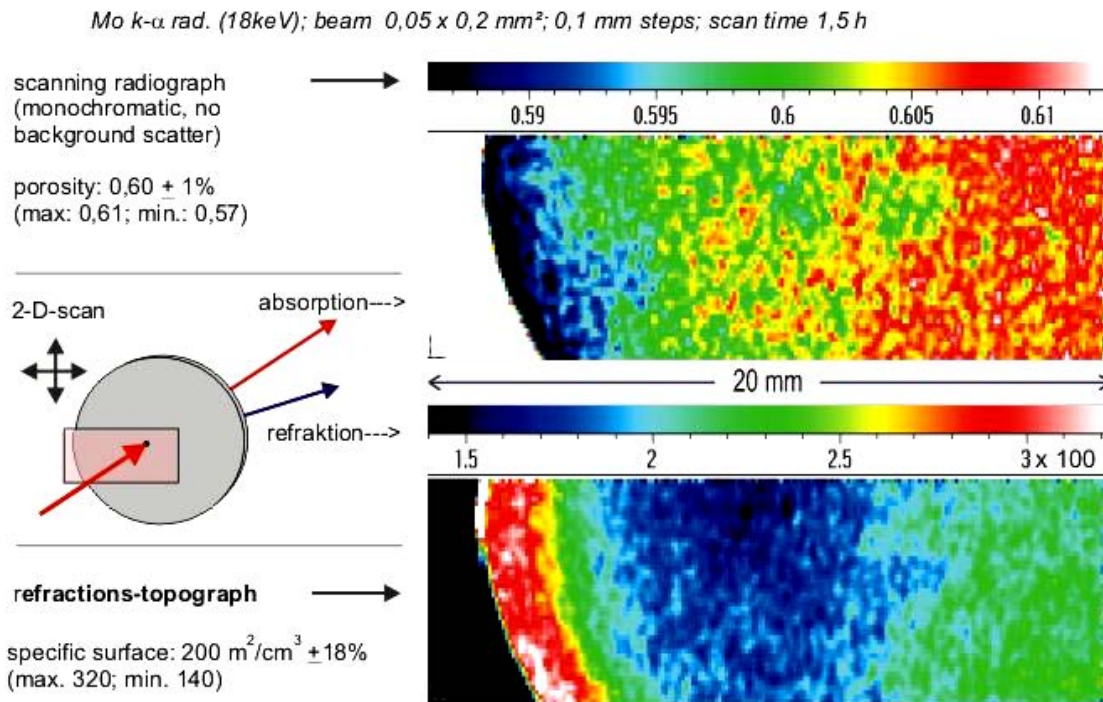 Mo k-α rad. (18keV); beam 0,05 x 0,2 mm²; 0,1 mm steps; scan time 1,5 h
scanning radiograph
(monochromatic, no
background scatter)
porosity: 0,60 ± 1%
(max: 0,61; min.: 0,57)
0.59 0.595 0.6 0.605 0.61
2-D-scan
absorption--->
refraktion--->
20 mm
1.5 2 2.5 3 x 100
refractions-topograph
specific surface: 200 m²/cm³ ±18%
(max. 320; min. 140)